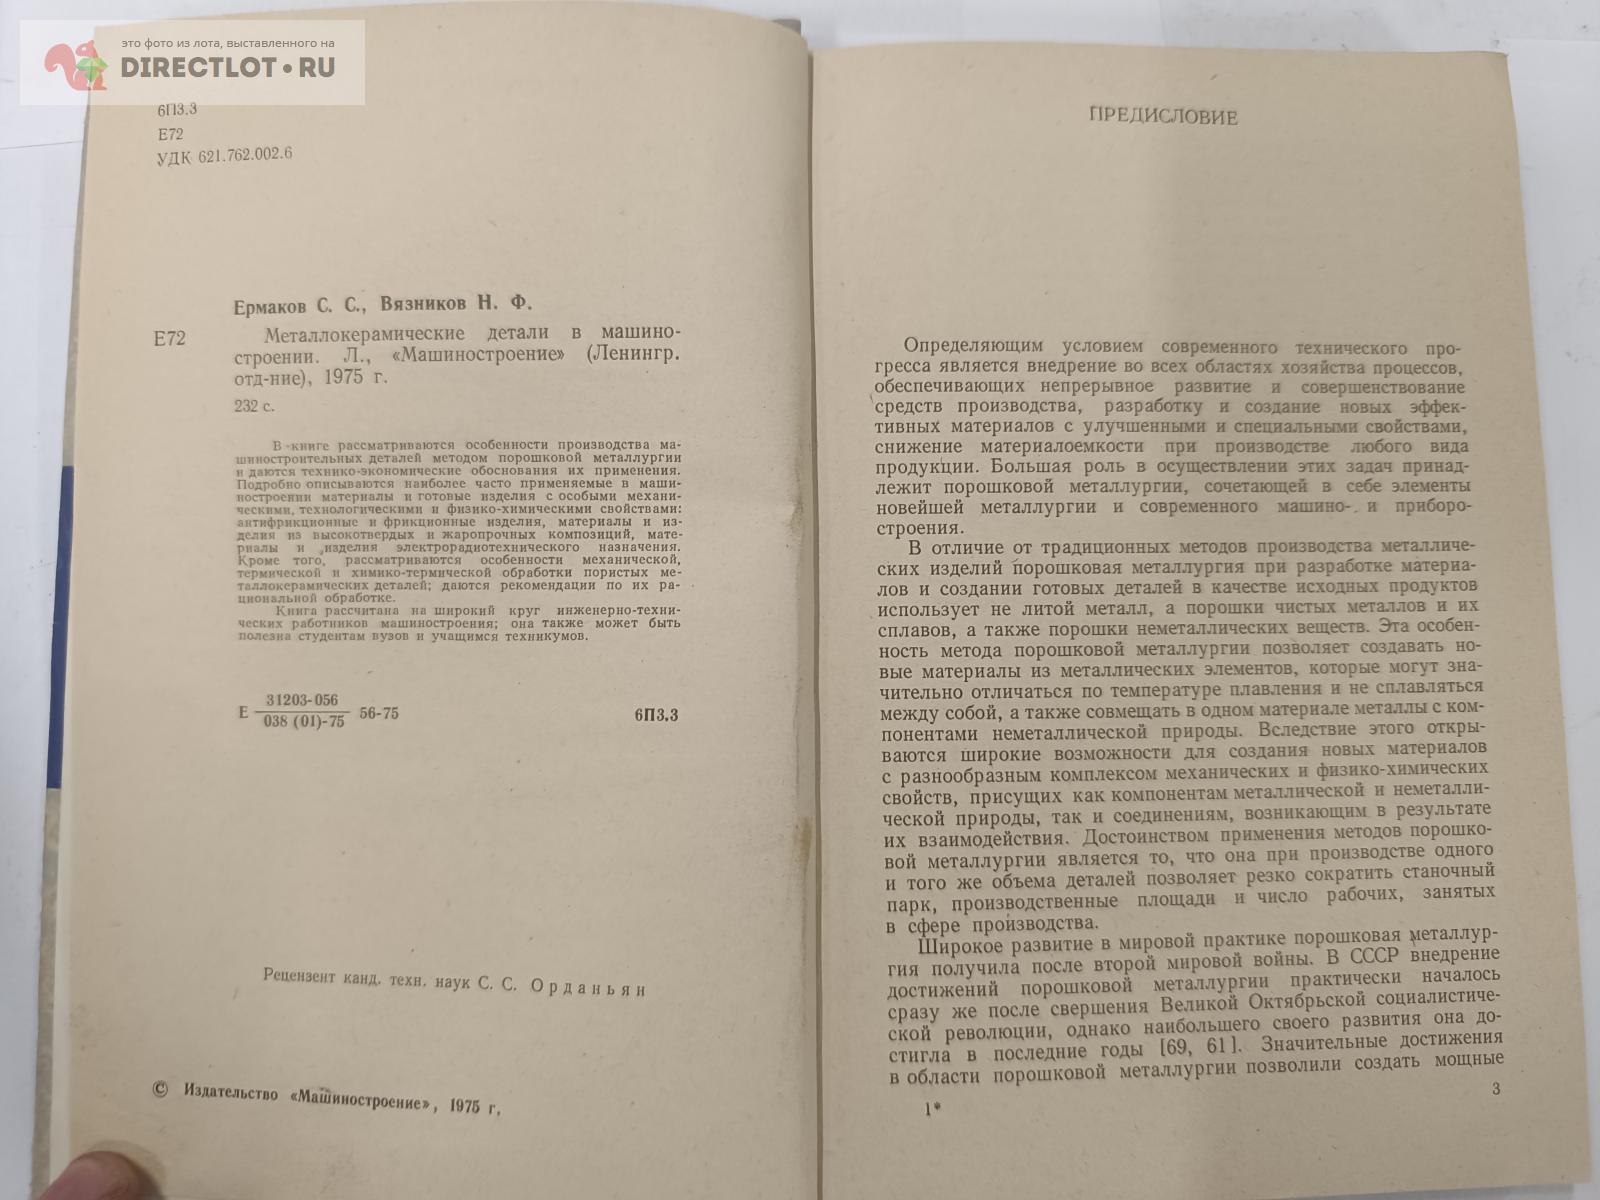 это фото из лота, выставленного на
DIRECTLOT.RU
6П3.3
Е72
УДК 621.762.002.6
Ермаков С. С., Вязников Н. Ф.
Е72 Металлокерамические детали в машино-
строении. Л., «Машиностроение» (Ленингр.
отд-ние), 1975 г.
232 с.
В книге рассматриваются особенности производства ма-
шиностроительных деталей методом порошковой металлургии
и даются технико-экономические обоснования их применения.
Подробно описываются наиболее часто применяемые в маши-
ностроении материалы и готовые изделия с особыми механи-
ческими, технологическими и физико-химическими свойствами:
антифрикционные и фрикционные изделия, материалы и из-
делия из высокотвердых и жаропрочных композиций, мате-
риалы и изделия электрорадиотехнического назначения.
Кроме того, рассматриваются особенности механической,
термической и химико-термической обработки пористых ме-
таллокерамических деталей; даются рекомендации по их ра-
циональной обработке.
Книга рассчитана на широкий круг инженерно-техни-
ческих работников машиностроения; она также может быть
полезна студентам вузов и учащимся техникумов.
31203-056
Е 038 (01)-75 56-75 6П3.3
Рецензент канд. техн. наук С. С. Орданьян
© Издательство «Машиностроение», 1975 г.
ПРЕДИСЛОВИЕ
Определяющим условием современного технического про-
гресса является внедрение во всех областях хозяйства процессов,
обеспечивающих непрерывное развитие и совершенствование
средств производства, разработку и создание новых эффек-
тивных материалов с улучшенными и специальными свойствами,
снижение материалоемкости при производстве любого вида
продукции. Большая роль в осуществлении этих задач принад-
лежит порошковой металлургии, сочетающей в себе элементы
новейшей металлургии и современного машино- и приборо-
строения.
В отличие от традиционных методов производства металличе-
ских изделий порошковая металлургия при разработке материа-
лов и создании готовых деталей в качестве исходных продуктов
использует не литой металл, а порошки чистых металлов и их
сплавов, а также порошки неметаллических веществ. Эта особен-
ность метода порошковой металлургии позволяет создавать но-
вые материалы из металлических элементов, которые могут зна-
чительно отличаться по температуре плавления и не сплавляться
между собой, а также совмещать в одном материале металлы с ком-
понентами неметаллической природы. Вследствие этого откры-
ваются широкие возможности для создания новых материалов
с разнообразным комплексом механических и физико-химических
свойств, присущих как компонентам металлической и неметалли-
ческой природы, так и соединениям, возникающим в результате
их взаимодействия. Достоинством применения методов порошко-
вой металлургии является то, что она при производстве одного
и того же объема деталей позволяет резко сократить станочный
парк, производственные площади и число рабочих, занятых
в сфере производства.
Широкое развитие в мировой практике порошковая металлур-
гия получила после второй мировой войны. В СССР внедрение
достижений порошковой металлургии практически началось
сразу же после свершения Великой Октябрьской социалистиче-
ской революции, однако наибольшего своего развития она до-
стигла в последние годы [69, 61]. Значительные достижения
в области порошковой металлургии позволили создать мощные
1*
3